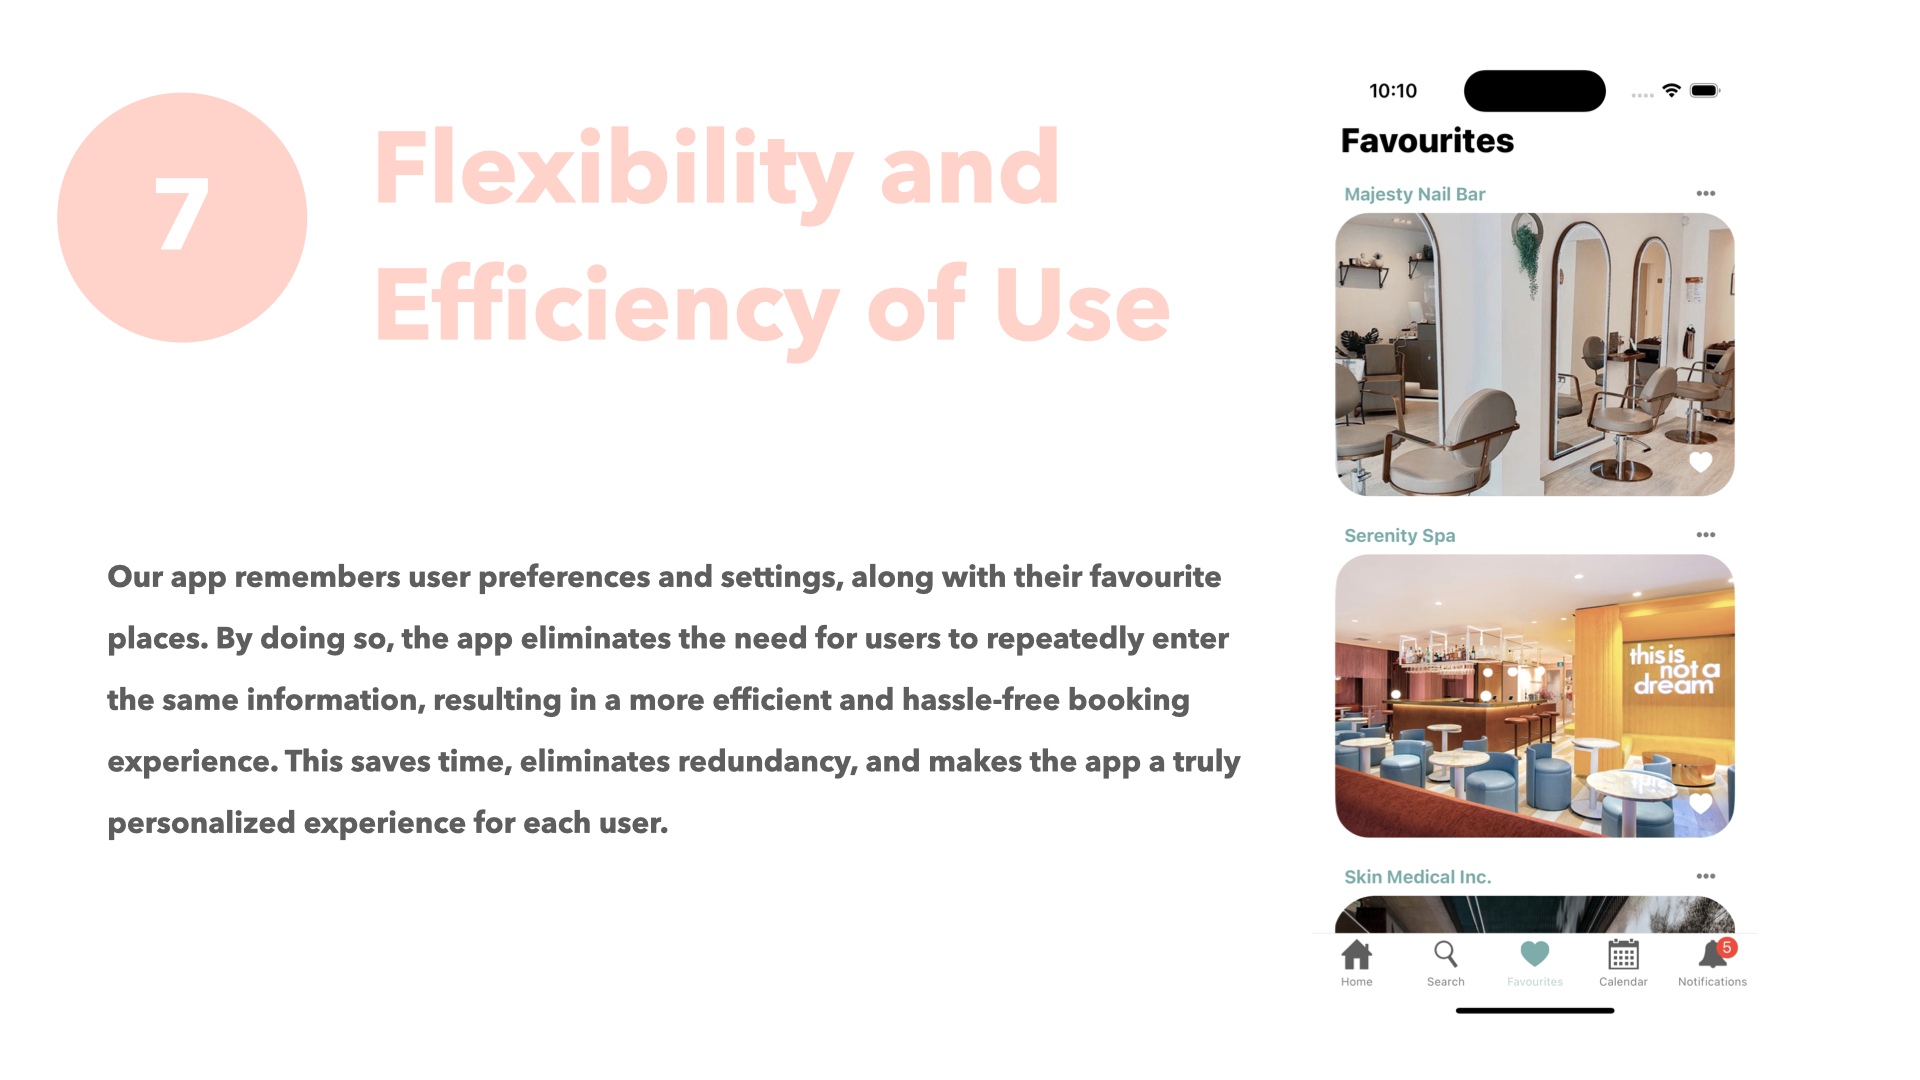 7
Flexibility and
Efficiency of Use
Our app remembers user preferences and settings, along with their favourite
places. By doing so, the app eliminates the need for users to repeatedly enter
the same information, resulting in a more efficient and hassle-free booking
experience. This saves time, eliminates redundancy, and makes the app a truly
personalized experience for each user.
10:10
Favourites
Majesty Nail Bar
Serenity Spa
this is
not a
dream
Skin Medical Inc.
5
Home Search Favourites Calendar Notifications